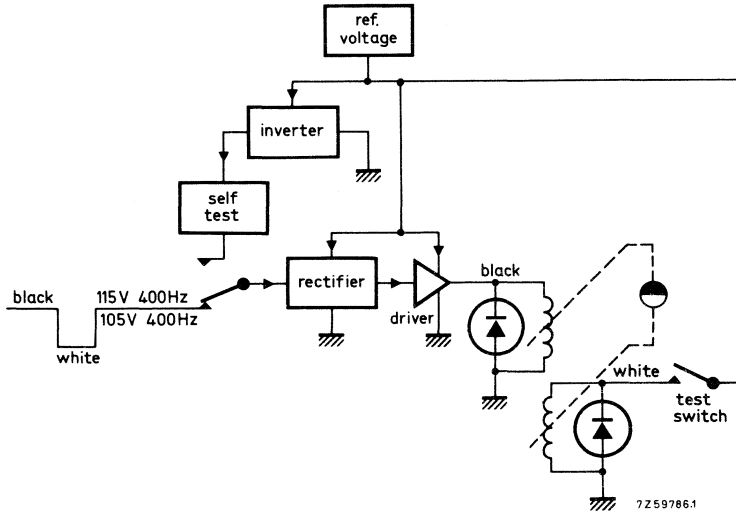 ref.
voltage
inverter
self
test
rectifier
driver
black
black
115V 400Hz
105V 400Hz
white
white
test
switch
7Z59786.1